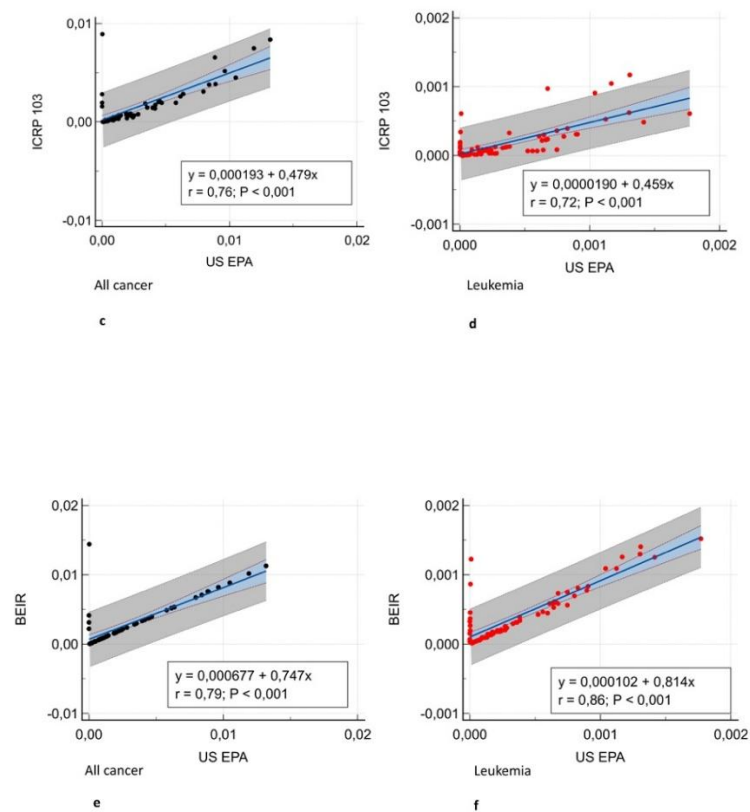 0,01
0,00
-0,01
ICRP 103
y = 0,000193 + 0,479x
r = 0,76; P < 0,001
0,00 0,01 0,02
US EPA
All cancer
c
0,002
0,001
0,000
-0,001
ICRP 103
y = 0,0000190 + 0,459x
r = 0,72; P < 0,001
0,000 0,001 0,002
US EPA
Leukemia
d
0,02
0,01
0,00
-0,01
BEIR
y = 0,000677 + 0,747x
r = 0,79; P < 0,001
0,00 0,01 0,02
US EPA
All cancer
e
0,002
0,001
0,000
-0,001
BEIR
y = 0,000102 + 0,814x
r = 0,86; P < 0,001
0,000 0,001 0,002
US EPA
Leukemia
f